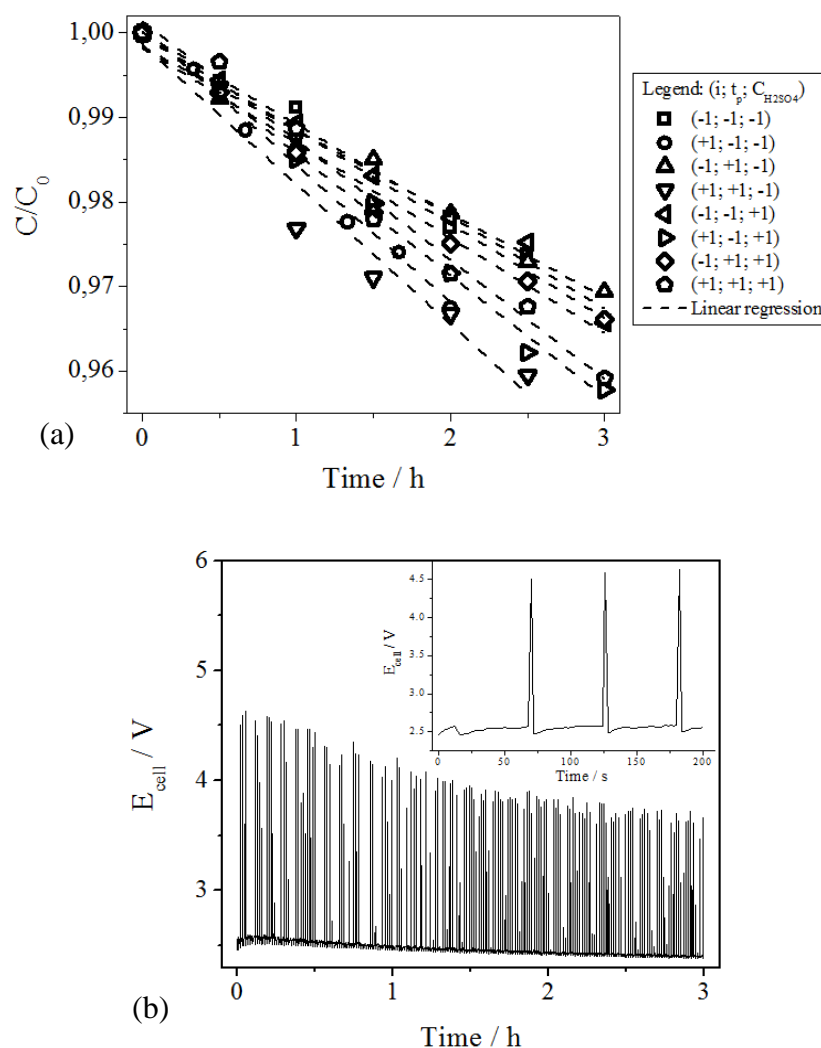 1,00
0,99
0,98
0,97
0,96
C/C0
0 1 2 3
Time / h
(a)
Legend: (i; tp; CH2SO4)
(-1; -1; -1)
(+1; -1; -1)
(-1; +1; -1)
(+1; +1; -1)
(-1; -1; +1)
(+1; -1; +1)
(-1; +1; +1)
(+1; +1; +1)
Linear regression
6
5
4
3
Ecell / V
0 1 2 3
Time / h
(b)
4.5
4.0
3.5
3.0
2.5
Ecell / V
0 50 100 150 200
Time / s